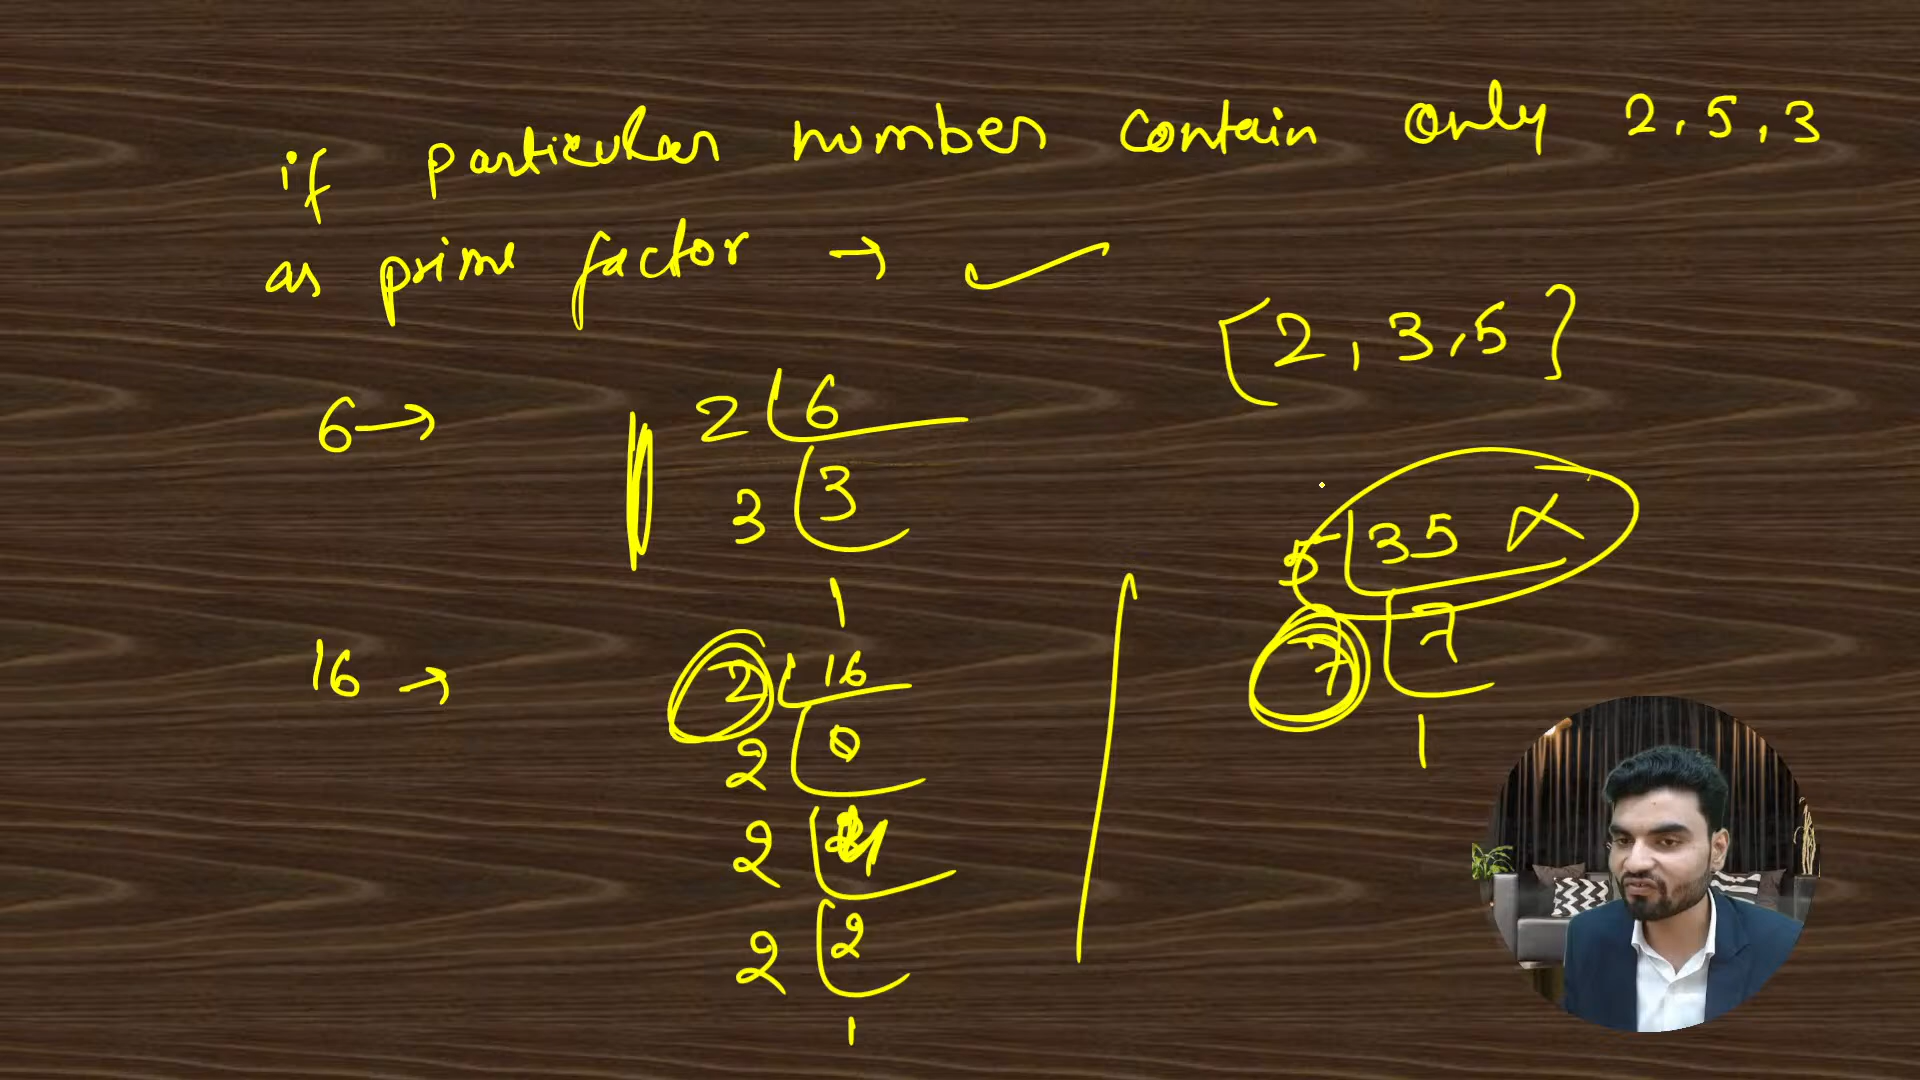 if particular number contain only 2, 5, 3
as prime factor → ✓
[2, 3, 5}
6 →
2 | 6
3 | 3
1
16 →
2 | 16
2 | 8
2 | 4
2 | 2
1
5 | 35 X
7 | 7
1